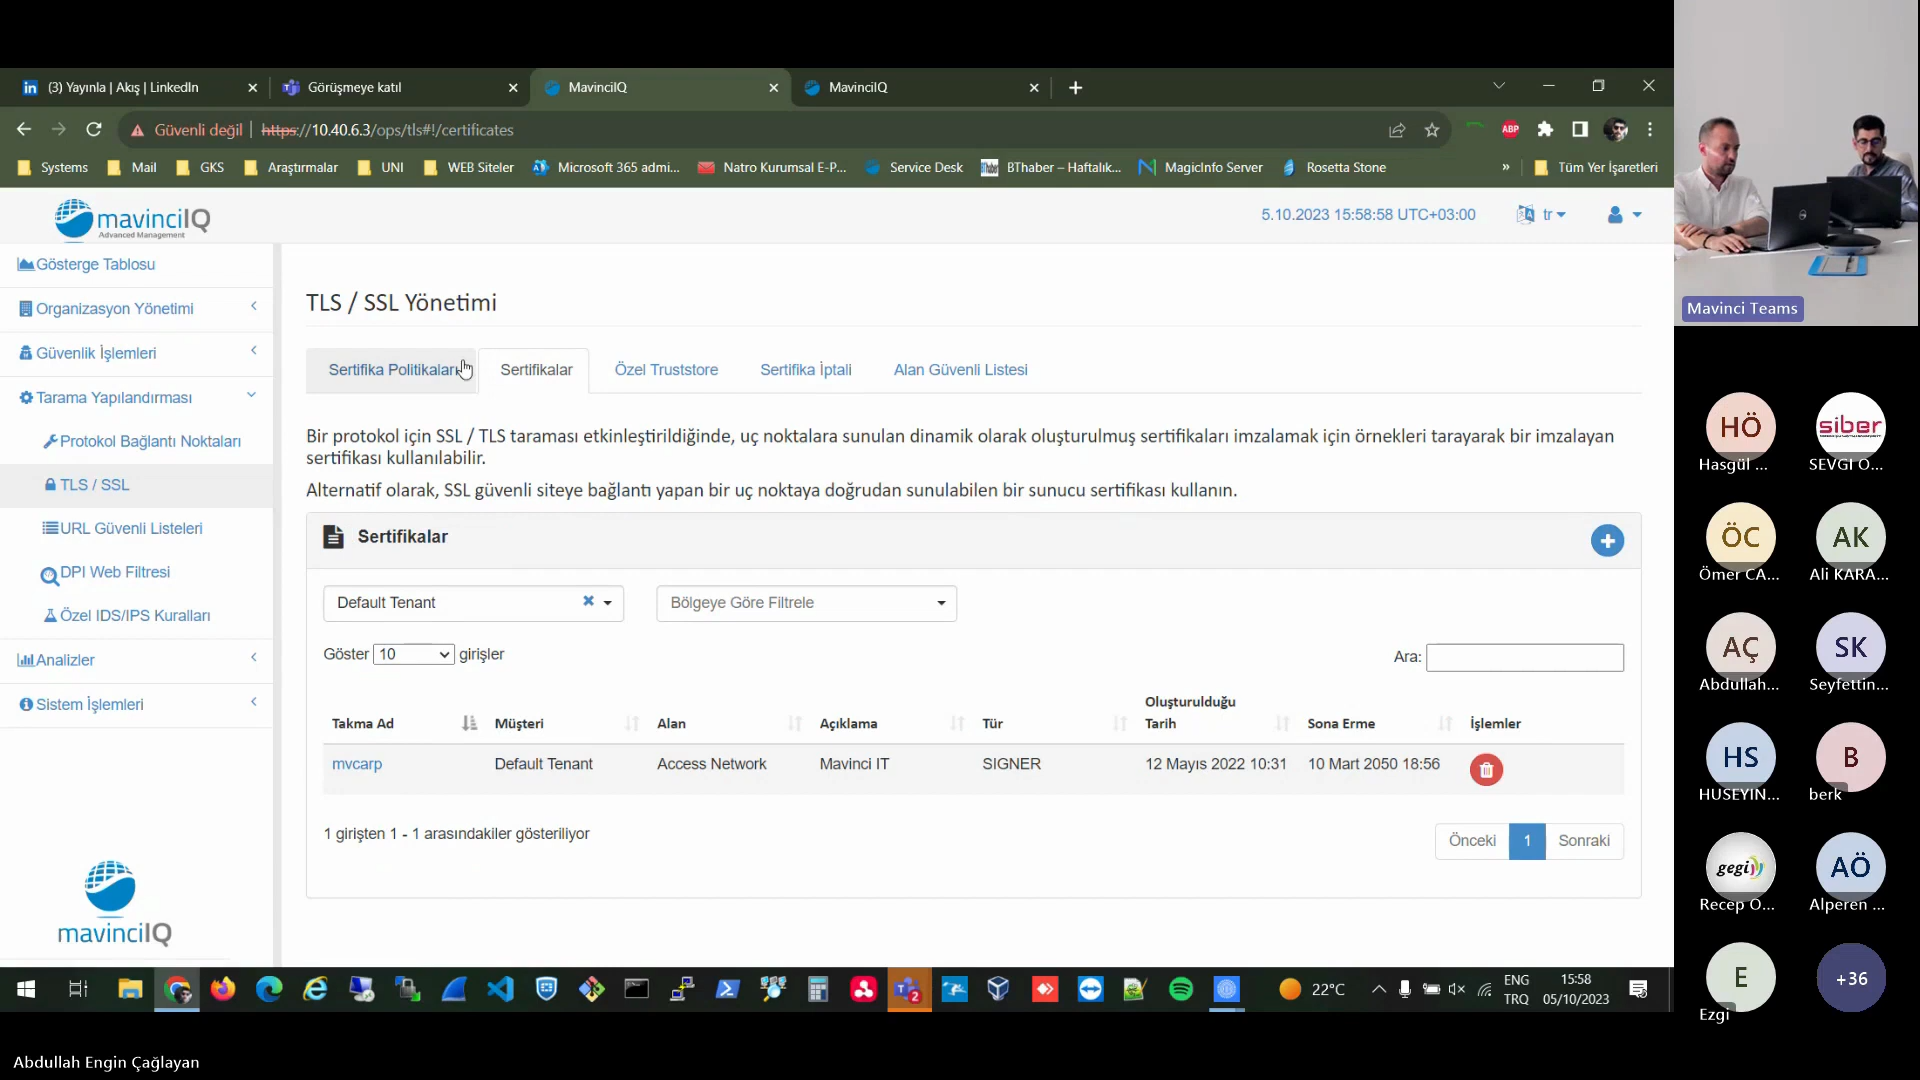 (3) Yayınla | Akış | LinkedIn
Görüşmeye katıl
MavinciIQ
MavinciIQ
Güvenli değil
https://10.40.6.3/ops/tls#!/certificates
ABP
Systems
Mail
GKS
Araştırmalar
UNI
WEB Siteler
Microsoft 365 admi...
Natro Kurumsal E-P...
Service Desk
BThaber – Haftalık...
MagicInfo Server
Rosetta Stone
»
Tüm Yer İşaretleri
mavinciIQ
Advanced Management
5.10.2023 15:58:58 UTC+03:00
tr
Gösterge Tablosu
Organizasyon Yönetimi
Güvenlik İşlemleri
Tarama Yapılandırması
Protokol Bağlantı Noktaları
TLS / SSL
URL Güvenli Listeleri
DPI Web Filtresi
Özel IDS/IPS Kuralları
Analizler
Sistem İşlemleri
mavinciIQ
TLS / SSL Yönetimi
Sertifika Politikaları
Sertifikalar
Özel Truststore
Sertifika İptali
Alan Güvenli Listesi
Bir protokol için SSL / TLS taraması etkinleştirildiğinde, uç noktalara sunulan dinamik olarak oluşturulmuş sertifikaları imzalamak için örnekleri tarayarak bir imzalayan
sertifikası kullanılabilir.
Alternatif olarak, SSL güvenli siteye bağlantı yapan bir uç noktaya doğrudan sunulabilen bir sunucu sertifikası kullanın.
Sertifikalar
Default Tenant
Bölgeye Göre Filtrele
Göster 10 girişler
Ara:
Takma Ad
Müşteri
Alan
Açıklama
Tür
Oluşturulduğu
Tarih
Sona Erme
İşlemler
mvcarp
Default Tenant
Access Network
Mavinci IT
SIGNER
12 Mayıs 2022 10:31
10 Mart 2050 18:56
1 girişten 1 - 1 arasındakiler gösteriliyor
Önceki
1
Sonraki
2
22°C
ENG
TRQ
15:58
05/10/2023
Abdullah Engin Çağlayan
Mavinci Teams
HÖ
Hasgül ...
siber
SEVGI O...
ÖC
Ömer CA...
AK
Ali KARA...
AÇ
Abdullah...
SK
Seyfettin...
HS
HUSEYIN...
B
berk
gegi
Recep O...
AÖ
Alperen ...
E
Ezgi
+36